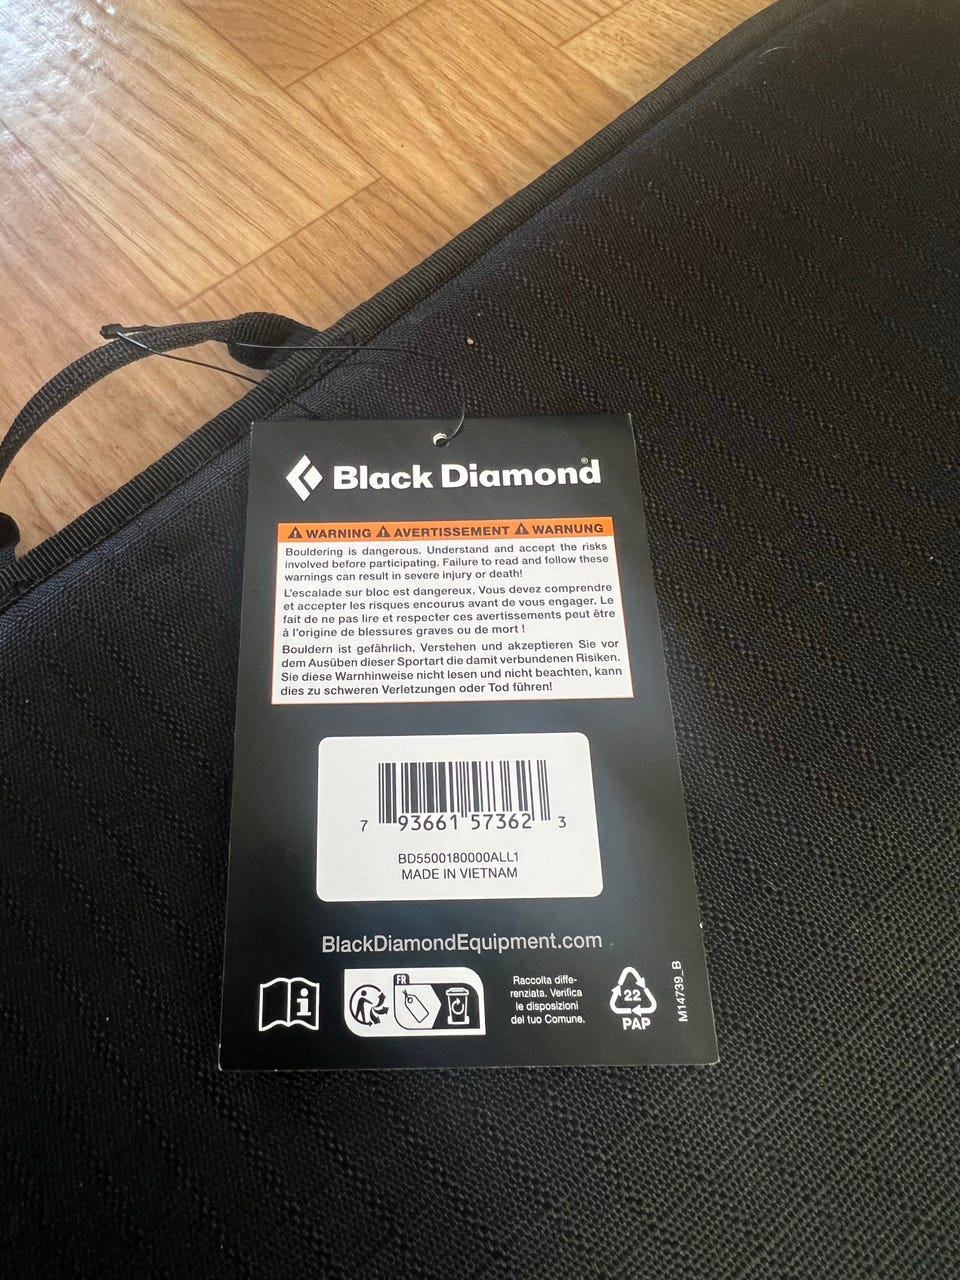 Black Diamond®
⚠ WARNING ⚠ AVERTISSEMENT ⚠ WARNUNG
Bouldering is dangerous. Understand and accept the risks
involved before participating. Failure to read and follow these
warnings can result in severe injury or death!
L'escalade sur bloc est dangereux. Vous devez comprendre
et accepter les risques encourus avant de vous engager. Le
fait de ne pas lire et respecter ces avertissements peut être
à l'origine de blessures graves ou de mort !
Bouldern ist gefährlich. Verstehen und akzeptieren Sie vor
dem Ausüben dieser Sportart die damit verbundenen Risiken.
Sie diese Warnhinweise nicht lesen und nicht beachten, kann
dies zu schweren Verletzungen oder Tod führen!
7 93661 57362 3
BD5500180000ALL1
MADE IN VIETNAM
BlackDiamondEquipment.com
FR
Raccolta diffe-
renziata. Verifica
le disposizioni
del tuo Comune.
22
PAP
M14739_B